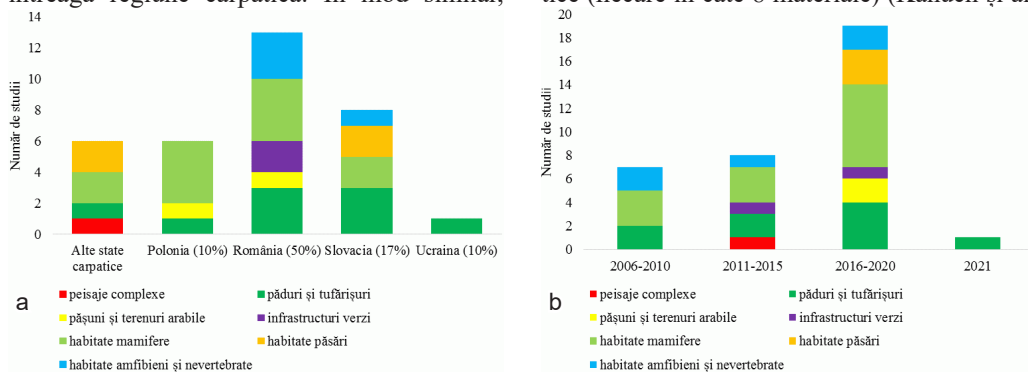 întreaga regiune carpatică. În mod similar,
tice (fiecare în câte 8 materiale) (Kanuch și al
Număr de studii
14
12
10
8
6
4
2
0
Alte state carpatice
Polonia (10%)
România (50%)
Slovacia (17%)
Ucraina (10%)
a
peisaje complexe
păduri și tufărișuri
pășuni și terenuri arabile
infrastructuri verzi
habitate mamifere
habitate păsări
habitate amfibieni și nevertebrate
Număr de studii
20
18
16
14
12
10
8
6
4
2
0
2006-2010
2011-2015
2016-2020
2021
b
peisaje complexe
păduri și tufărișuri
pășuni și terenuri arabile
infrastructuri verzi
habitate mamifere
habitate păsări
habitate amfibieni și nevertebrate